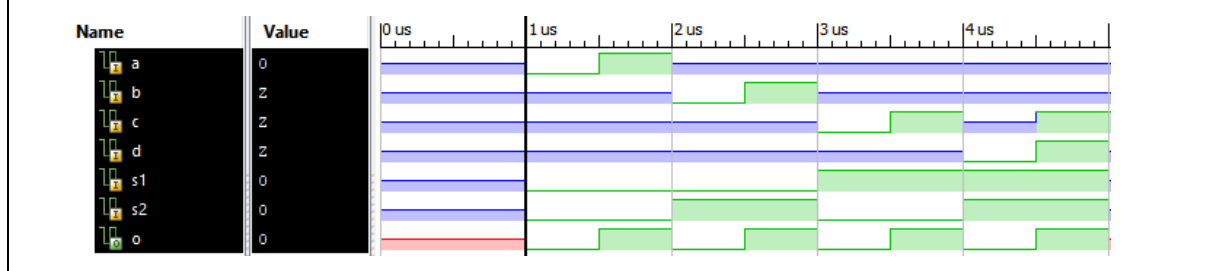 Name Value 0 us 1 us 2 us 3 us 4 us
a 0
b Z
c Z
d Z
s1 0
s2 0
o 0